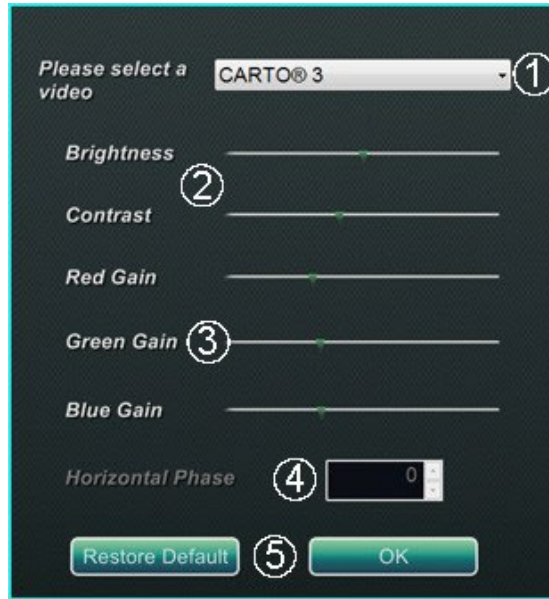 Please select a
video
CARTO® 3
1
Brightness
2
Contrast
Red Gain
Green Gain 3
Blue Gain
Horizontal Phase 4 0
Restore Default 5 OK